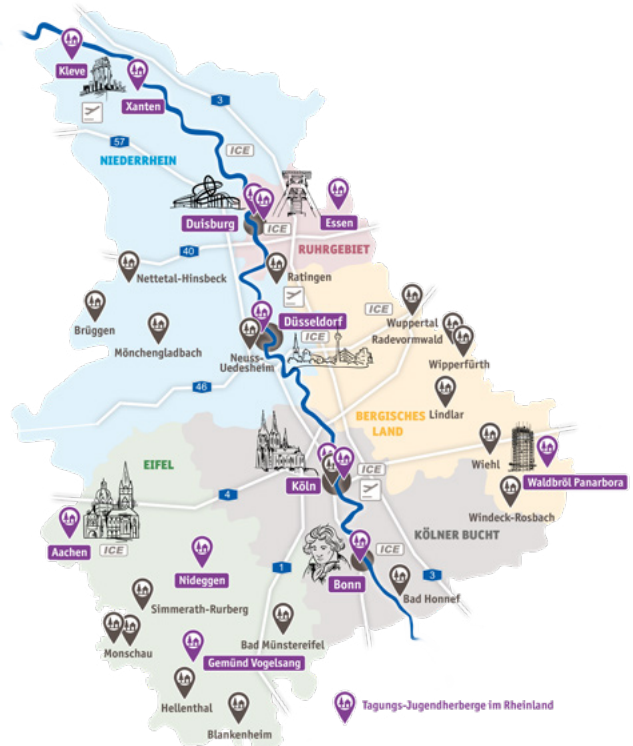 Kleve
Xanten
3
57
ICE
NIEDERRHEIN
Duisburg
ICE
Essen
RUHRGEBIET
40
Nettetal-Hinsbeck
Ratingen
Brüggen
Mönchengladbach
Düsseldorf
ICE
Neuss-
Uedesheim
ICE
Wuppertal
Radevormwald
Wipperfürth
46
Lindlar
BERGISCHES
LAND
EIFEL
Wiehl
Waldbröl Panarbora
Köln
ICE
4
Windeck-Rosbach
KÖLNER BUCHT
Aachen
ICE
Nideggen
1
Bonn
ICE
3
Bad Honnef
Simmerath-Rurberg
Monschau
Bad Münstereifel
Gemünd Vogelsang
Hellenthal
Blankenheim
Tagungs-Jugendherberge im Rheinland